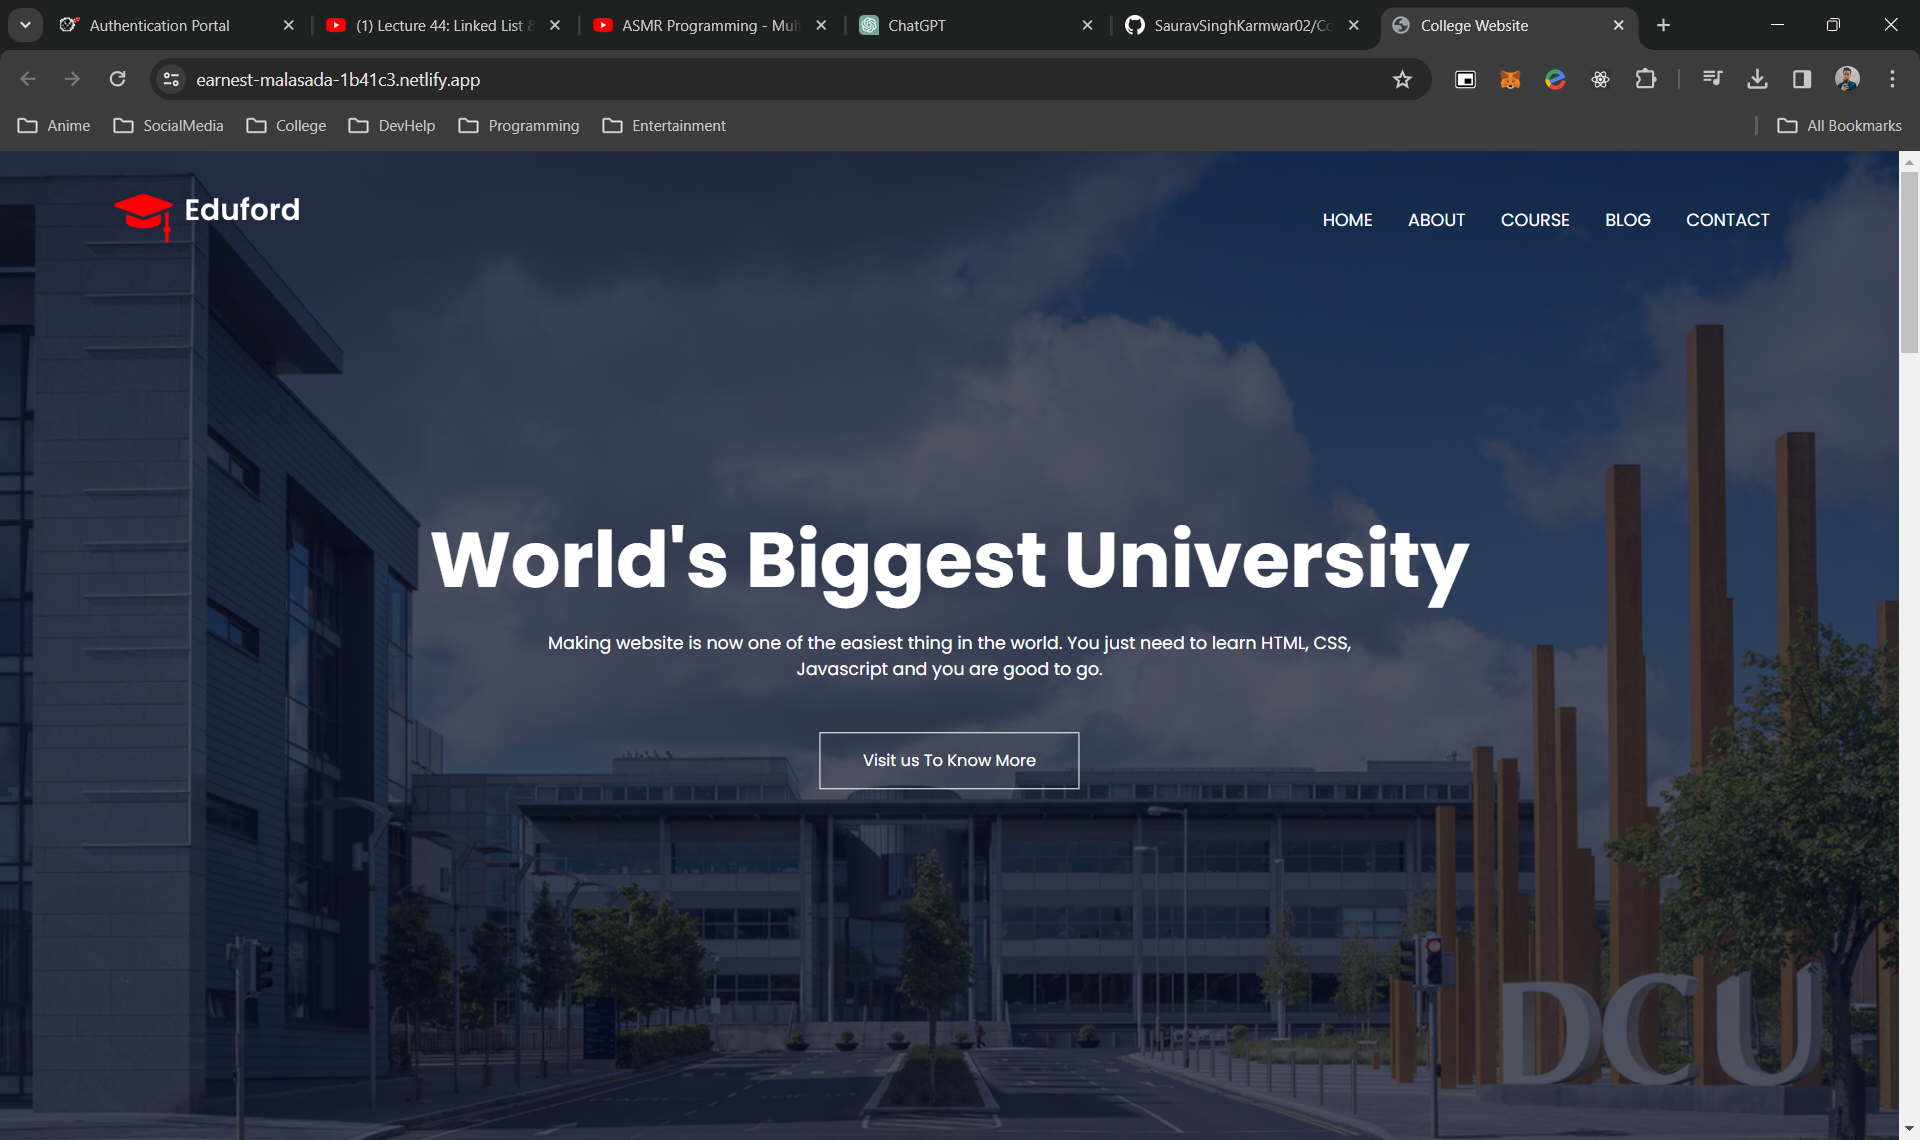 Authentication Portal
(1) Lecture 44: Linked List &
ASMR Programming - Mul
ChatGPT
SauravSinghKarmwar02/Co
College Website
earnest-malasada-1b41c3.netlify.app
Anime
SocialMedia
College
DevHelp
Programming
Entertainment
All Bookmarks
Eduford
HOME
ABOUT
COURSE
BLOG
CONTACT
World's Biggest University
Making website is now one of the easiest thing in the world. You just need to learn HTML, CSS,
Javascript and you are good to go.
Visit us To Know More
DCU